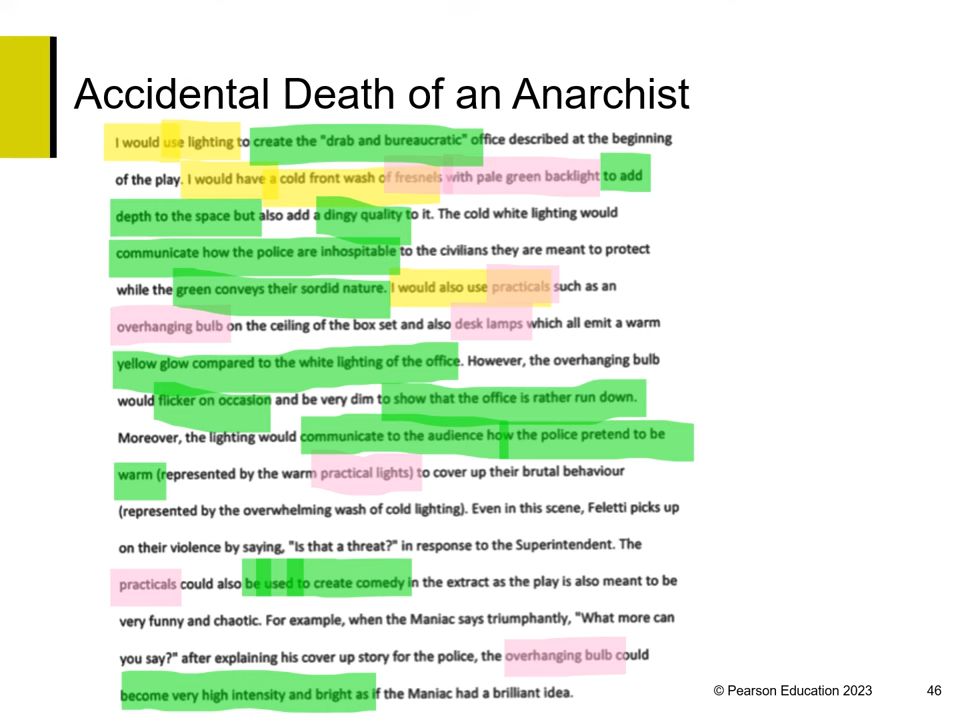 Accidental Death of an Anarchist
I would use lighting to create the "drab and bureaucratic" office described at the beginning
of the play. I would have a cold front wash of fresnels with pale green backlight to add
depth to the space but also add a dingy quality to it. The cold white lighting would
communicate how the police are inhospitable to the civilians they are meant to protect
while the green conveys their sordid nature. I would also use practicals such as an
overhanging bulb on the ceiling of the box set and also desk lamps which all emit a warm
yellow glow compared to the white lighting of the office. However, the overhanging bulb
would flicker on occasion and be very dim to show that the office is rather run down.
Moreover, the lighting would communicate to the audience how the police pretend to be
warm (represented by the warm practical lights) to cover up their brutal behaviour
(represented by the overwhelming wash of cold lighting). Even in this scene, Feletti picks up
on their violence by saying, "Is that a threat?" in response to the Superintendent. The
practicals could also be used to create comedy in the extract as the play is also meant to be
very funny and chaotic. For example, when the Maniac says triumphantly, "What more can
you say?" after explaining his cover up story for the police, the overhanging bulb could
become very high intensity and bright as if the Maniac had a brilliant idea.
© Pearson Education 2023 46